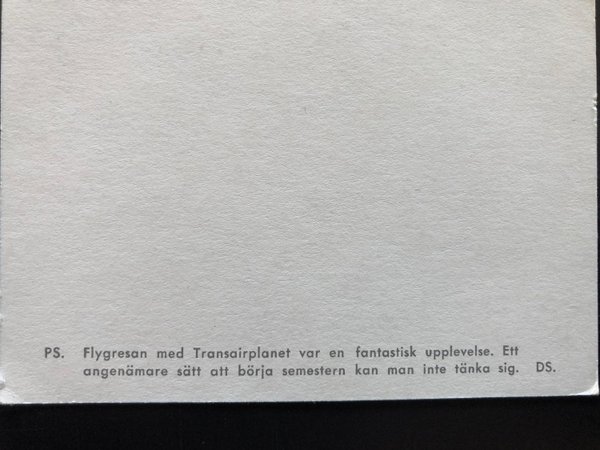 PS. Flygresan med Transairplanet var en fantastisk upplevelse. Ett
angenämare sätt att börja semestern kan man inte tänka sig. DS.